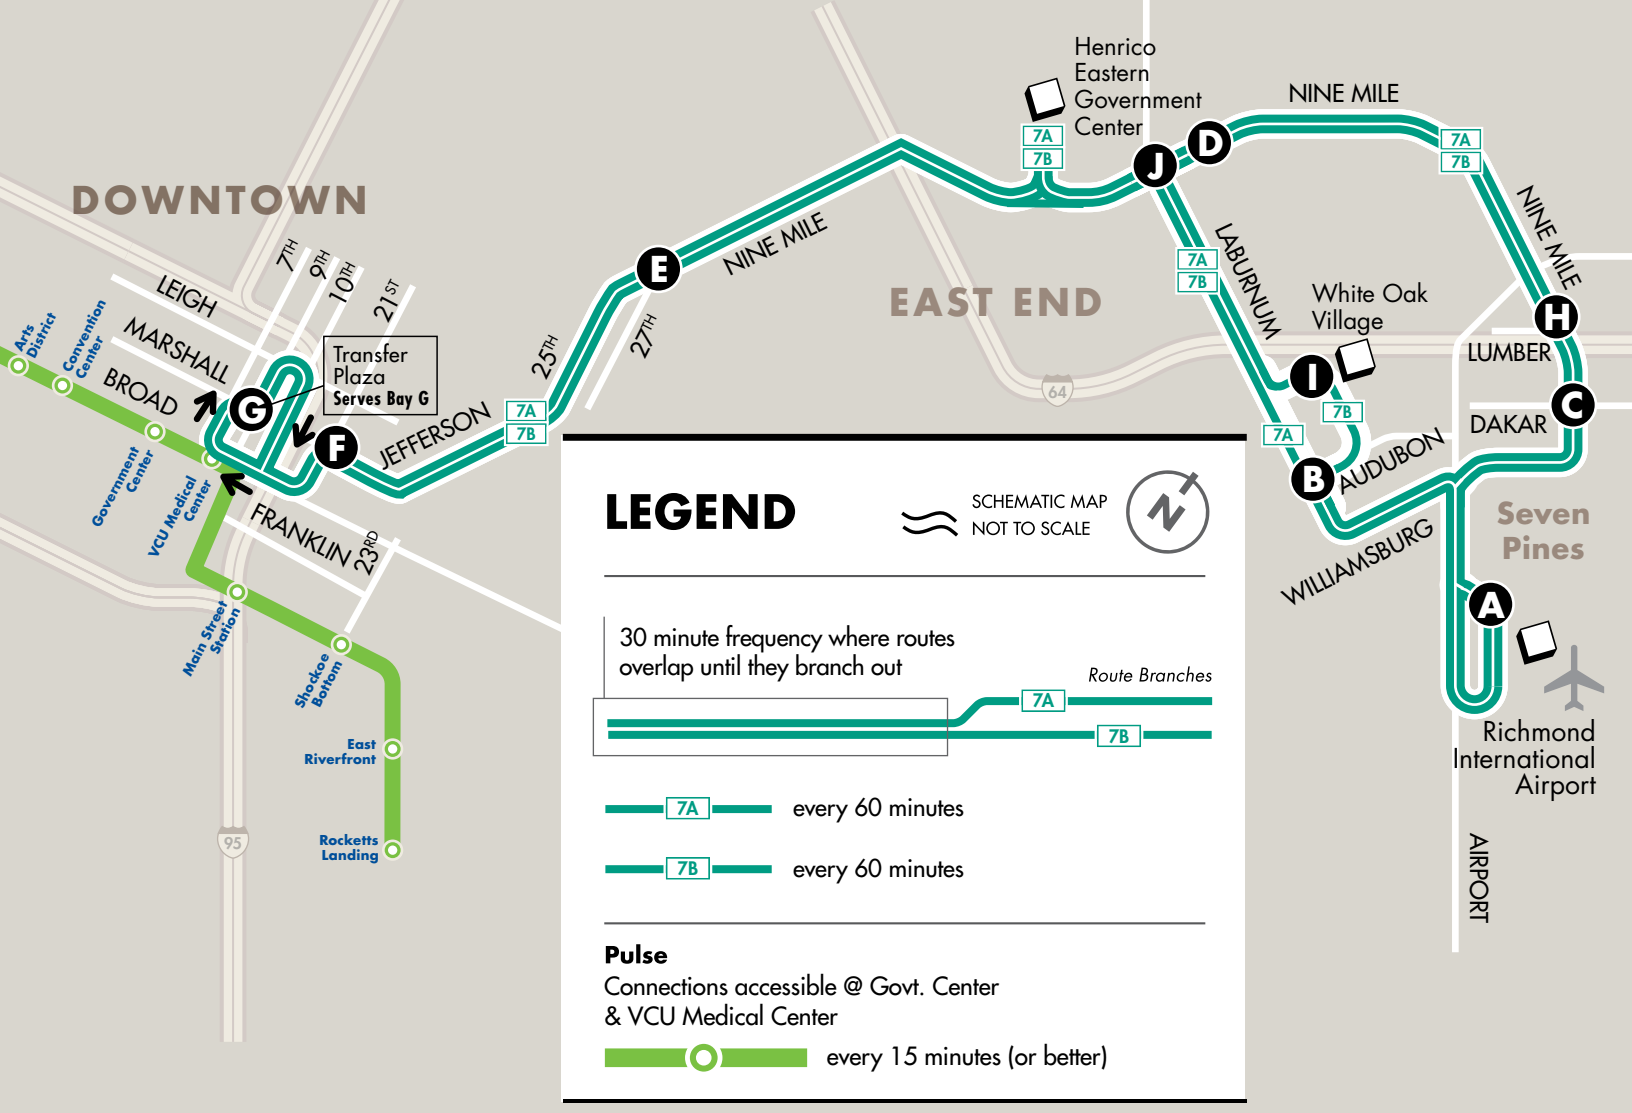 Henrico
Eastern
Government
Center
7A
7B
J
D
NINE MILE
7A
7B
DOWNTOWN
NINE MILE
7TH
9TH
10TH
21ST
LEIGH
MARSHALL
BROAD
Arts
District
Convention
Center
Transfer
Plaza
Serves Bay G
G
F
E
NINE MILE
25TH
27TH
JEFFERSON
7A
7B
EAST END
64
7A
7B
LABURNUM
White Oak
Village
I
7B
7A
B
AUDUBON
H
LUMBER
C
DAKAR
WILLIAMSBURG
Seven
Pines
A
Richmond
International
Airport
AIRPORT
Government
Center
VCU Medical
Center
FRANKLIN
23RD
Main Street
Station
Shockoe
Bottom
East
Riverfront
Rocketts
Landing
95
LEGEND
SCHEMATIC MAP
NOT TO SCALE
N
30 minute frequency where routes
overlap until they branch out
Route Branches
7A
7B
7A every 60 minutes
7B every 60 minutes
Pulse
Connections accessible @ Govt. Center
& VCU Medical Center
every 15 minutes (or better)